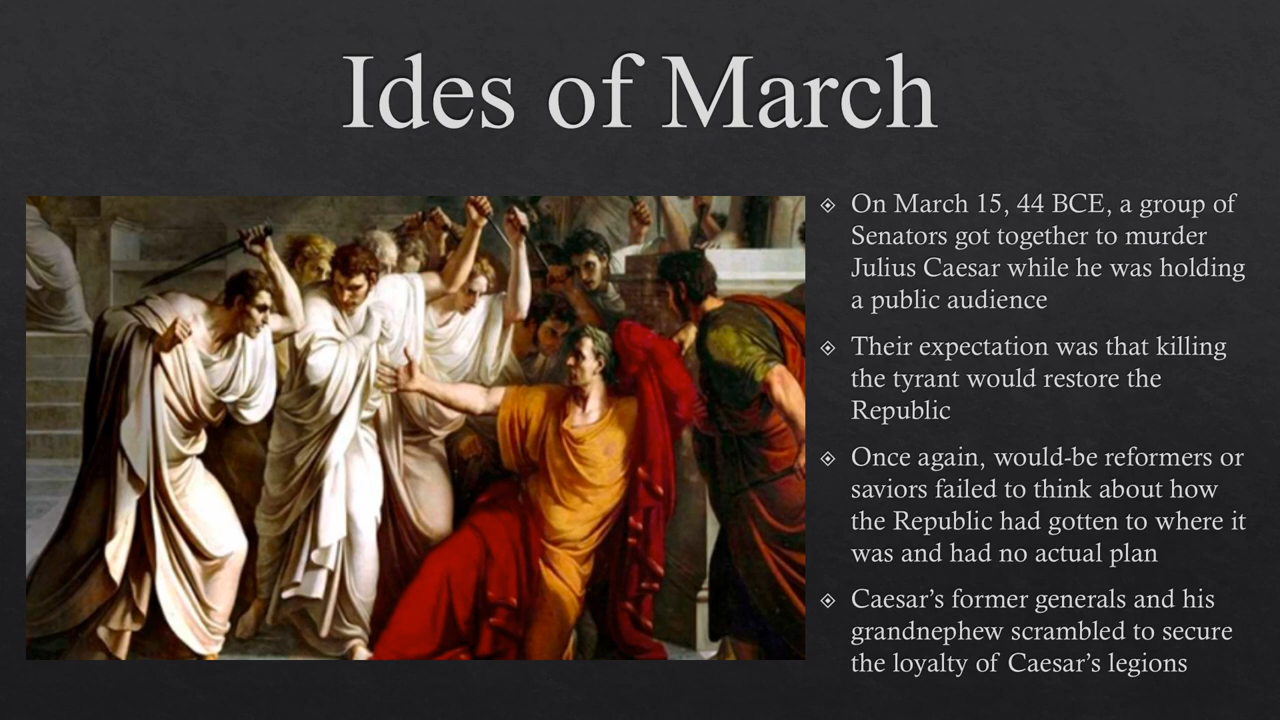 Ides of March
On March 15, 44 BCE, a group of
Senators got together to murder
Julius Caesar while he was holding
a public audience
Their expectation was that killing
the tyrant would restore the
Republic
Once again, would-be reformers or
saviors failed to think about how
the Republic had gotten to where it
was and had no actual plan
Caesar’s former generals and his
grandnephew scrambled to secure
the loyalty of Caesar’s legions